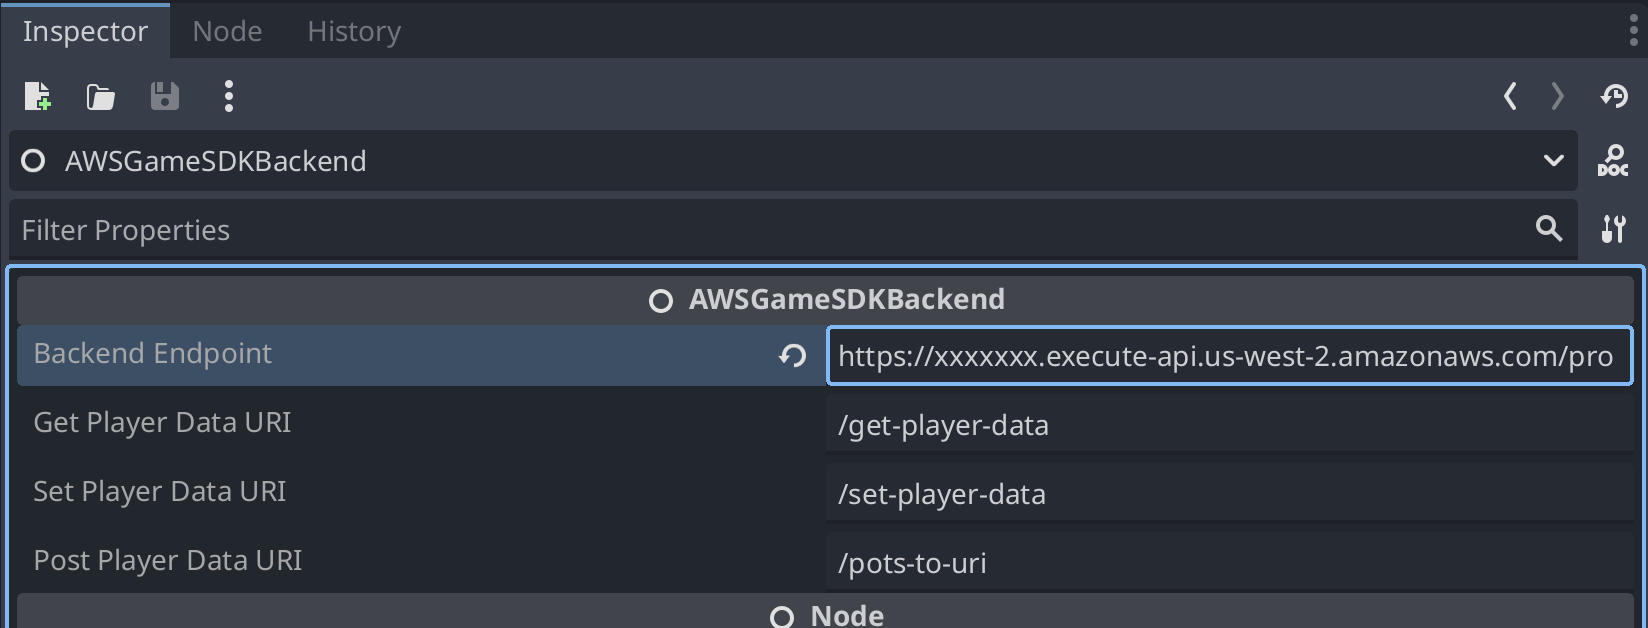 Inspector Node History
AWSGameSDKBackend
DOC
Filter Properties
AWSGameSDKBackend
Backend Endpoint https://xxxxxxx.execute-api.us-west-2.amazonaws.com/pro
Get Player Data URI /get-player-data
Set Player Data URI /set-player-data
Post Player Data URI /pots-to-uri
Node